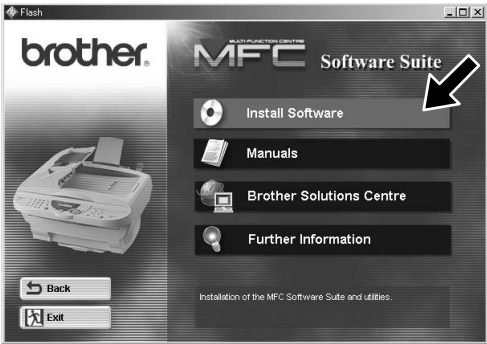 Flash
brother.
MULTI-FUNCTION CENTRE
MFC Software Suite
Install Software
Manuals
Brother Solutions Centre
Further Information
Back
Exit
Installation of the MFC Software Suite and utilities.